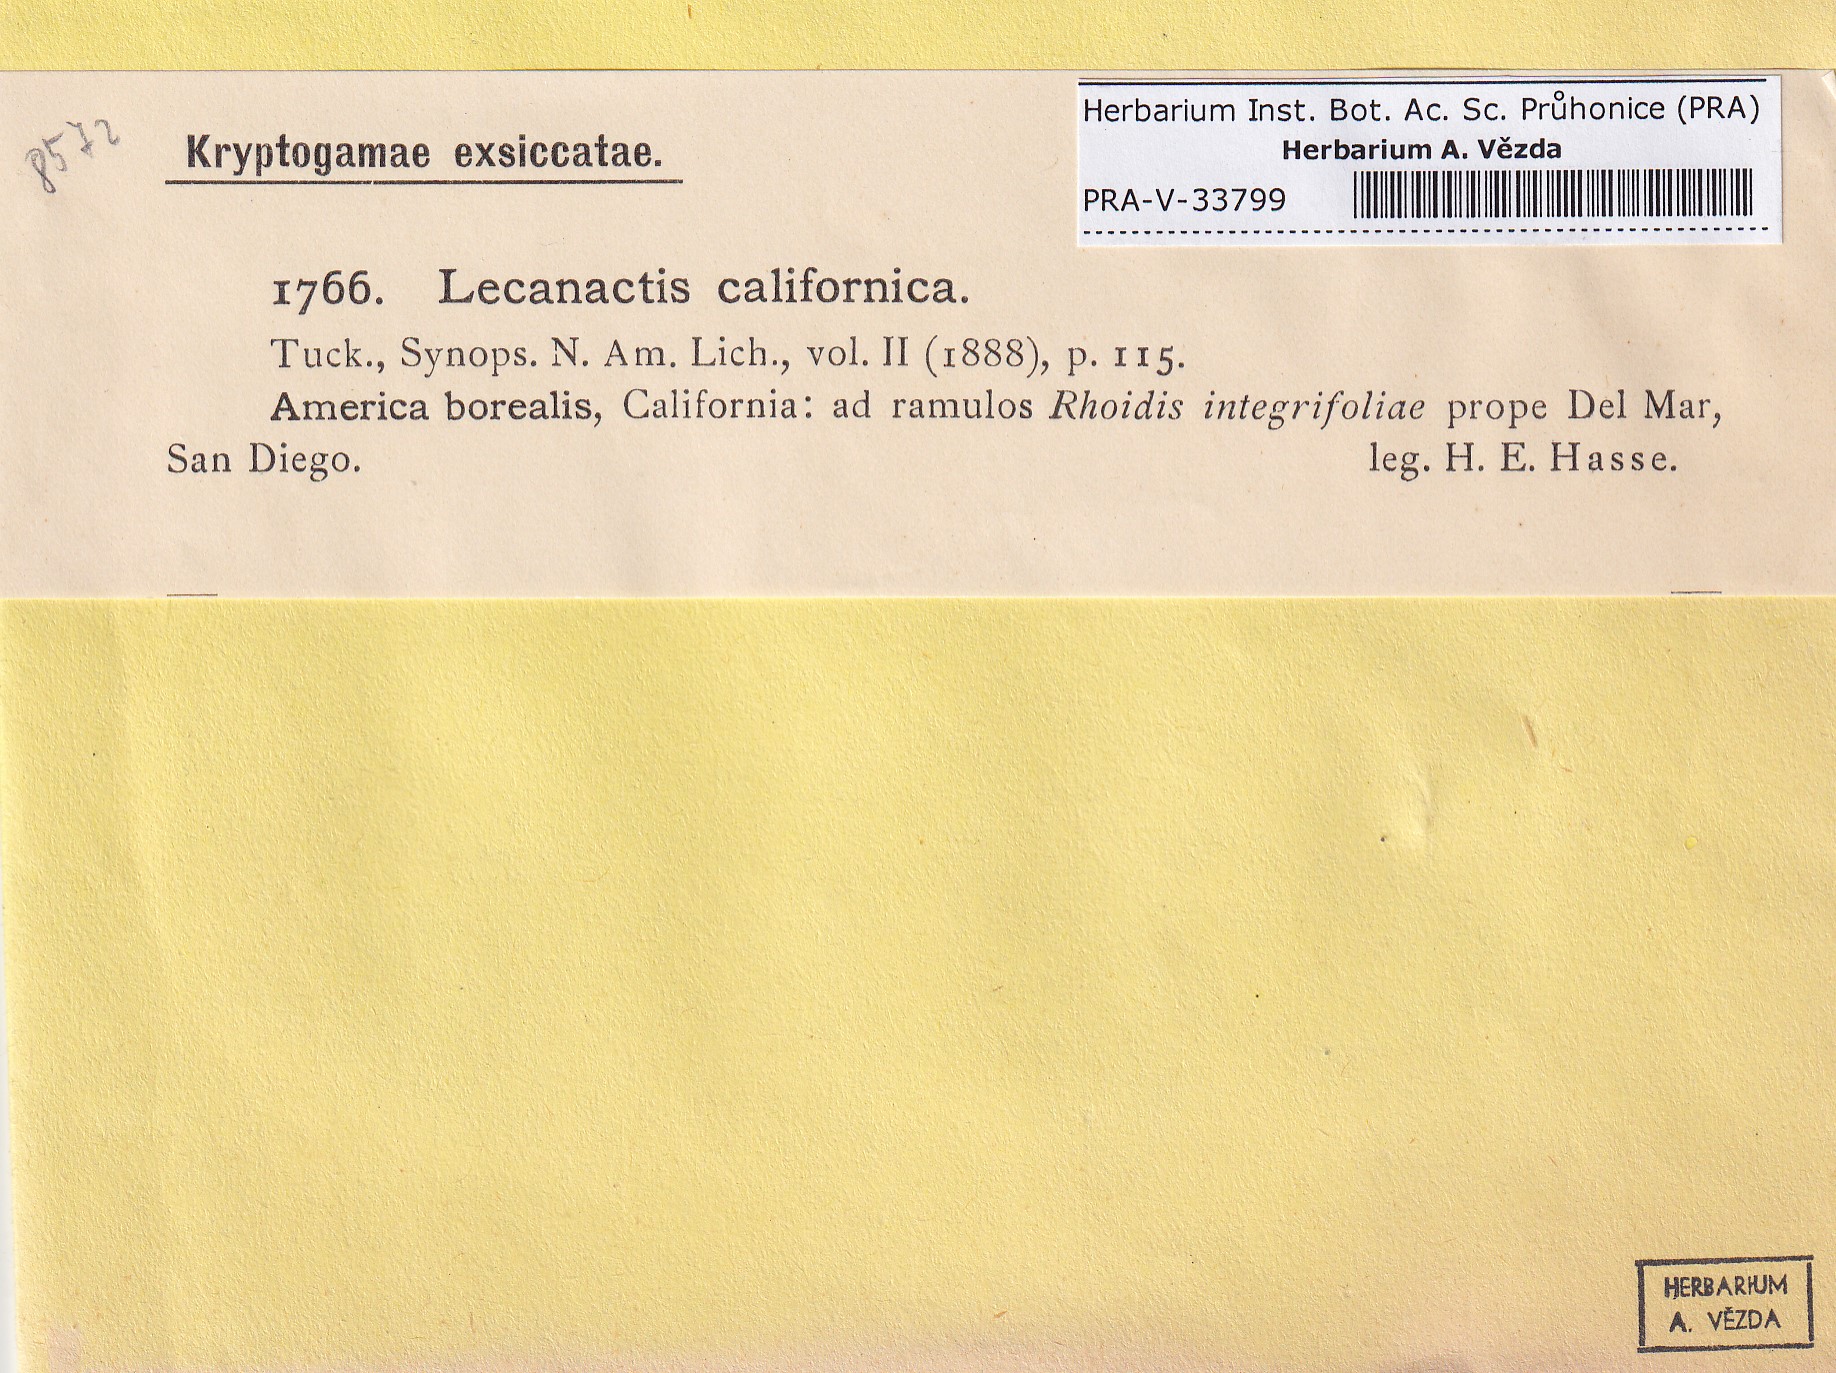 8572
Kryptogamae exsiccatae.
Herbarium Inst. Bot. Ac. Sc. Průhonice (PRA)
Herbarium A. Vězda
PRA-V-33799
1766. Lecanactis californica.
Tuck., Synops. N. Am. Lich., vol. II (1888), p. 115.
America borealis, California: ad ramulos Rhoidis integrifoliae prope Del Mar,
San Diego. leg. H. E. Hasse.
HERBARIUM
A. VĚZDA